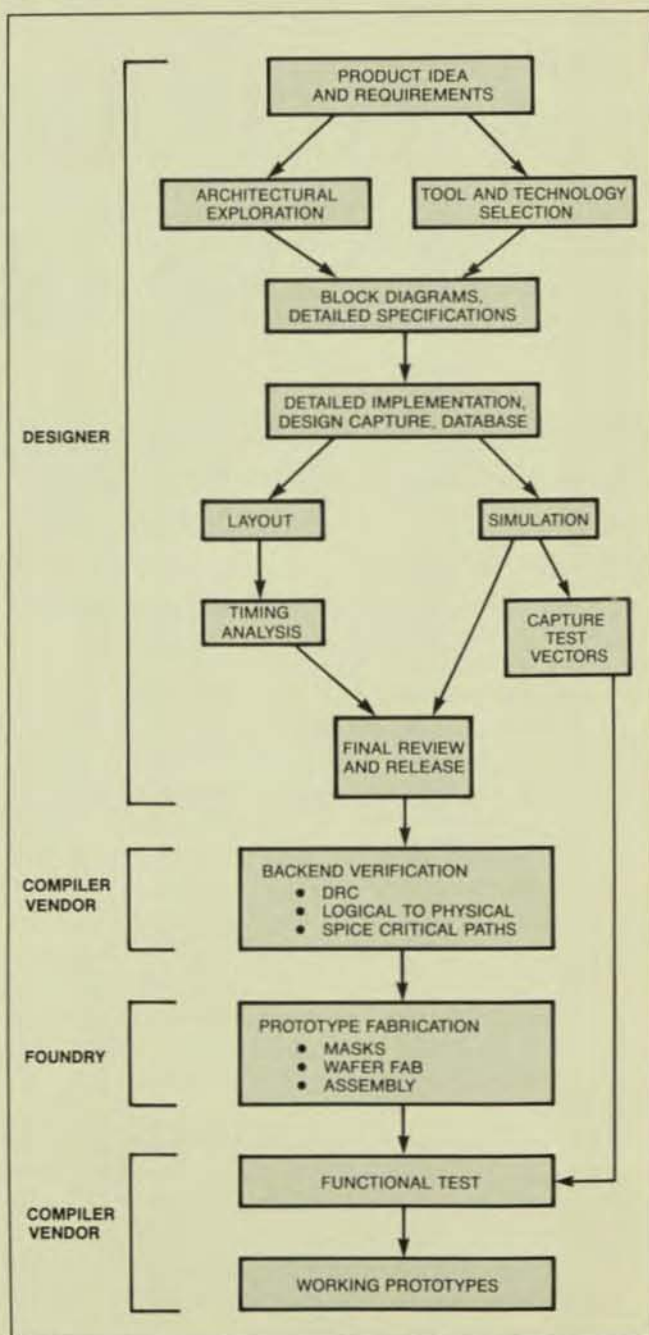 PRODUCT IDEA
AND REQUIREMENTS
ARCHITECTURAL
EXPLORATION
TOOL AND TECHNOLOGY
SELECTION
BLOCK DIAGRAMS,
DETAILED SPECIFICATIONS
DETAILED IMPLEMENTATION,
DESIGN CAPTURE, DATABASE
DESIGNER
LAYOUT
SIMULATION
TIMING
ANALYSIS
CAPTURE
TEST
VECTORS
FINAL REVIEW
AND RELEASE
COMPILER
VENDOR
BACKEND VERIFICATION
● DRC
● LOGICAL TO PHYSICAL
● SPICE CRITICAL PATHS
FOUNDRY
PROTOTYPE FABRICATION
● MASKS
● WAFER FAB
● ASSEMBLY
COMPILER
VENDOR
FUNCTIONAL TEST
WORKING PROTOTYPES